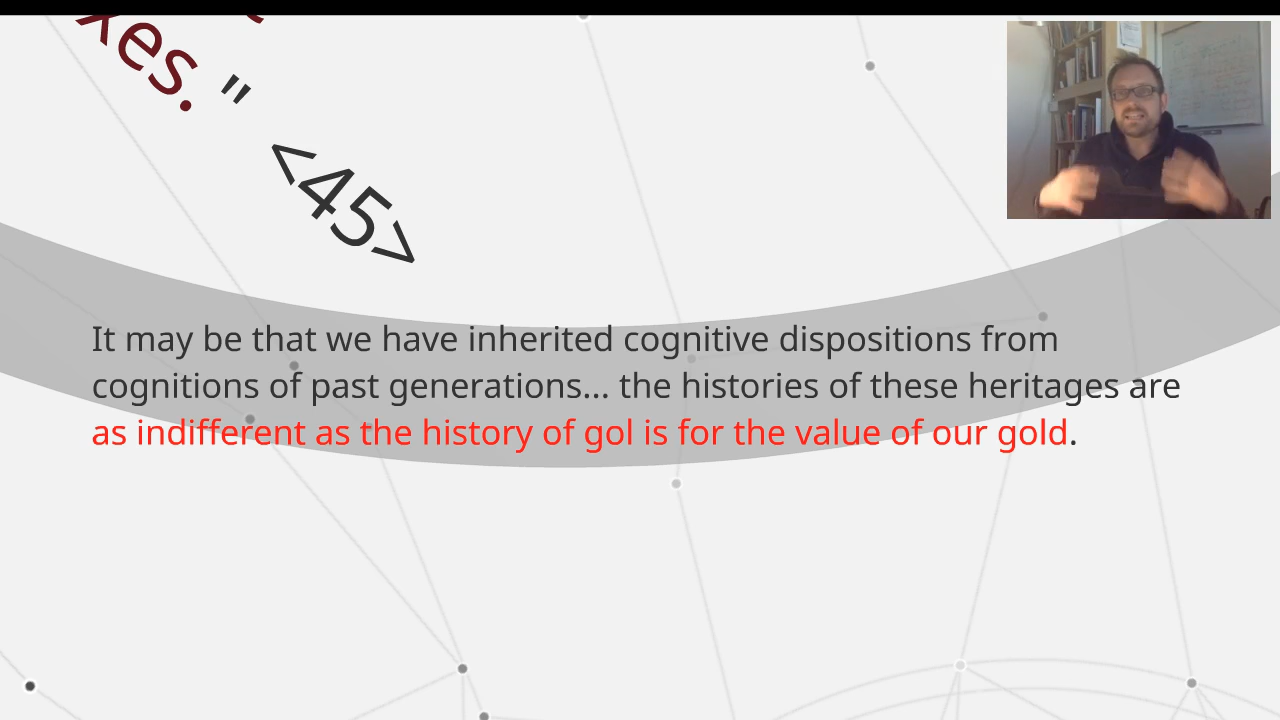 xes." <45>
It may be that we have inherited cognitive dispositions from
cognitions of past generations... the histories of these heritages are
as indifferent as the history of gol is for the value of our gold.